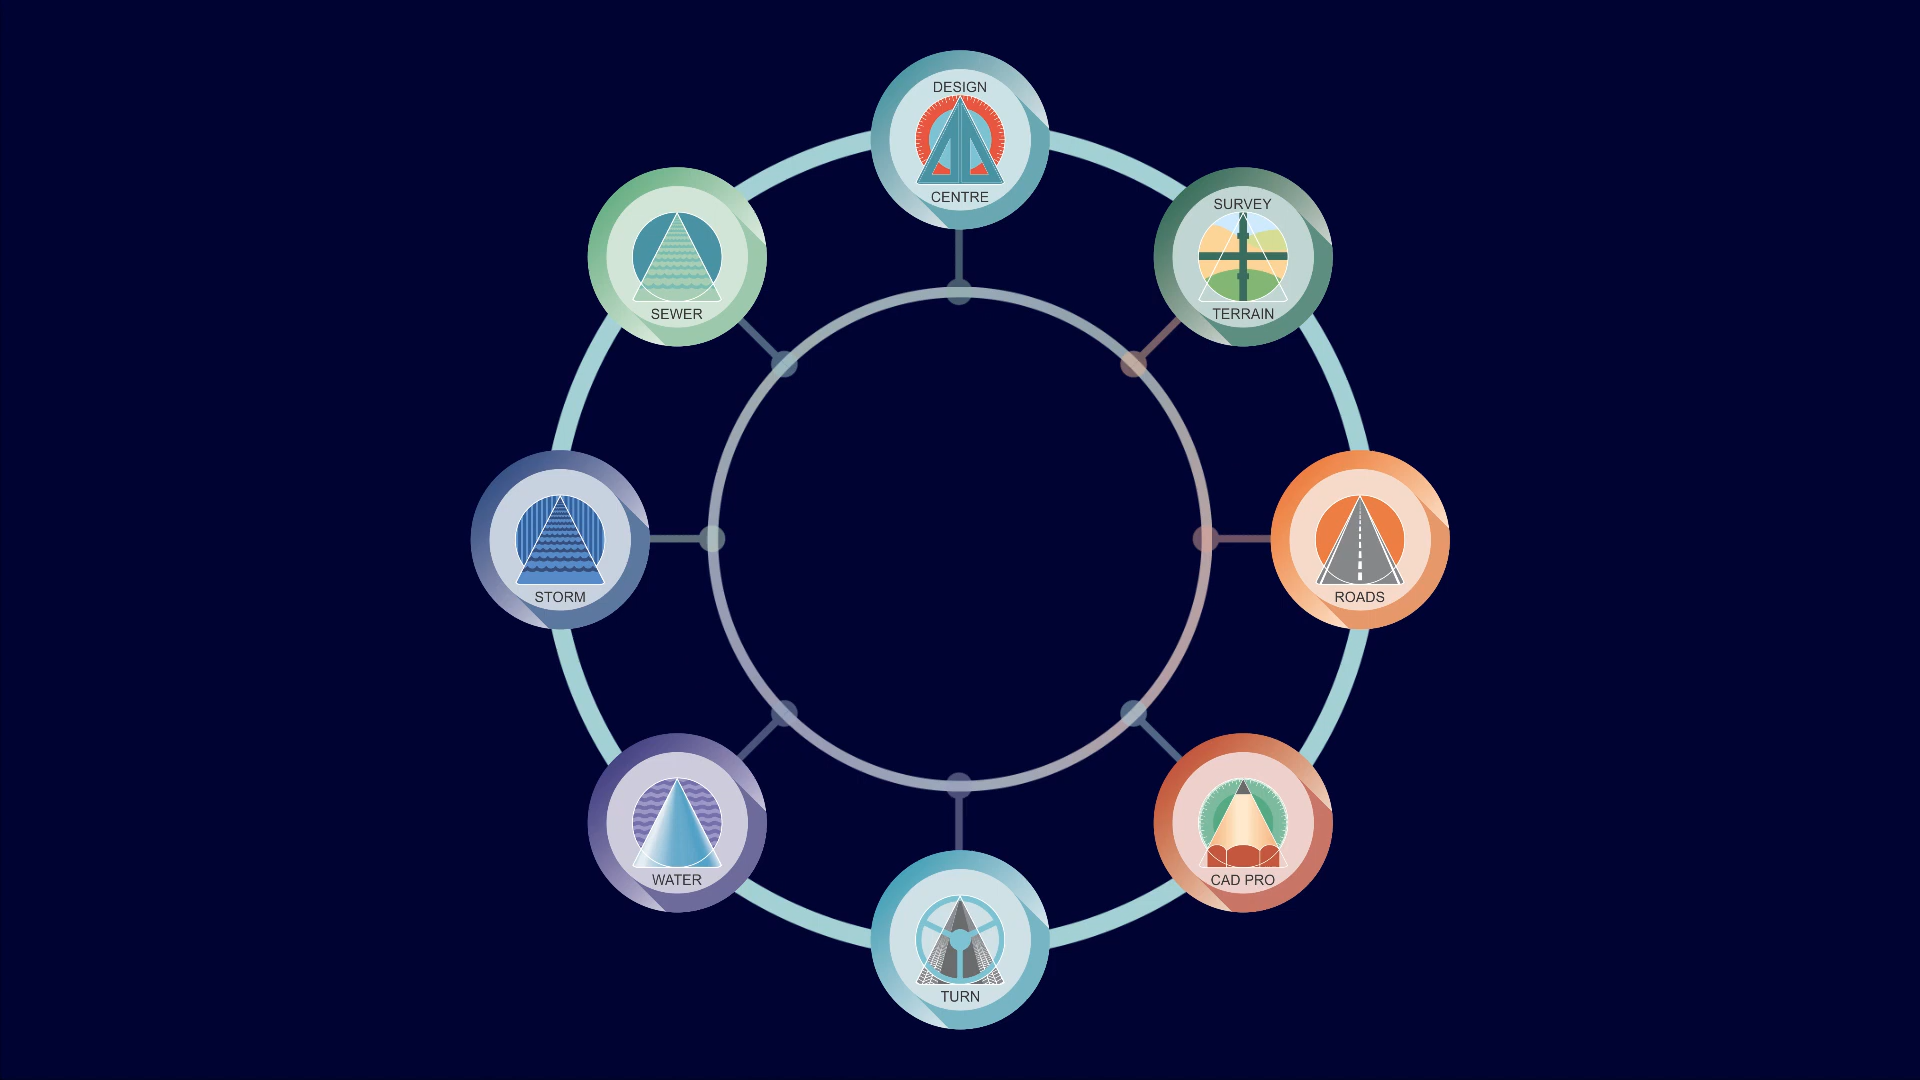 DESIGN
CENTRE
SURVEY
TERRAIN
SEWER
STORM
ROADS
WATER
CAD PRO
TURN